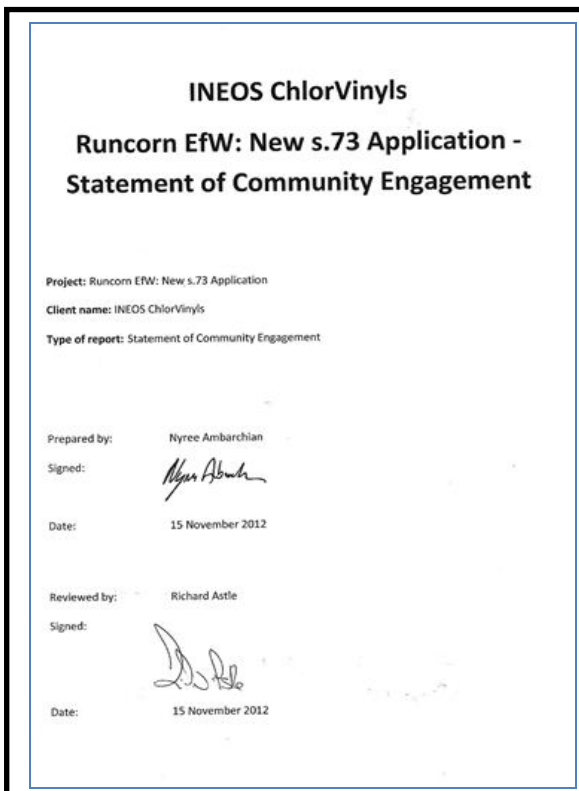 INEOS ChlorVinyls
Runcorn EfW: New s.73 Application -
Statement of Community Engagement
Project: Runcorn EfW: New s.73 Application
Client name: INEOS ChlorVinyls
Type of report: Statement of Community Engagement
Prepared by: Nyree Ambarchian
Signed:
Date: 15 November 2012
Reviewed by: Richard Astle
Signed:
Date: 15 November 2012